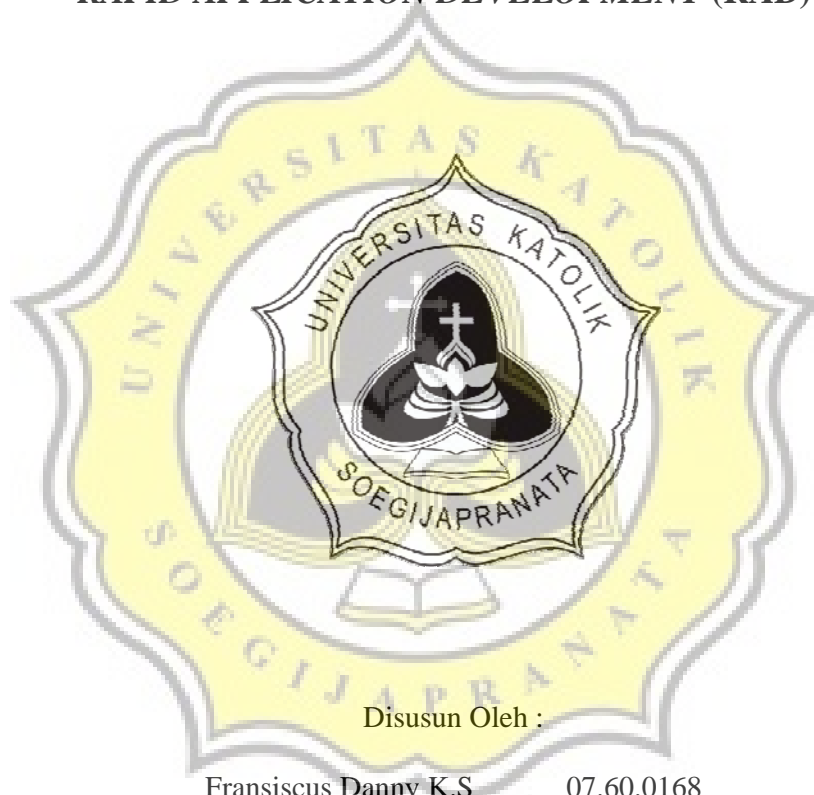 RAPID APPLICATION DEVELOPMENT (RAD)
UNIVERSITAS KATOLIK
SOEGIJAPRANATA
UNIVERSITAS KATOLIK
SOEGIJAPRANATA
Disusun Oleh :
Fransiscus Danny K.S 07.60.0168